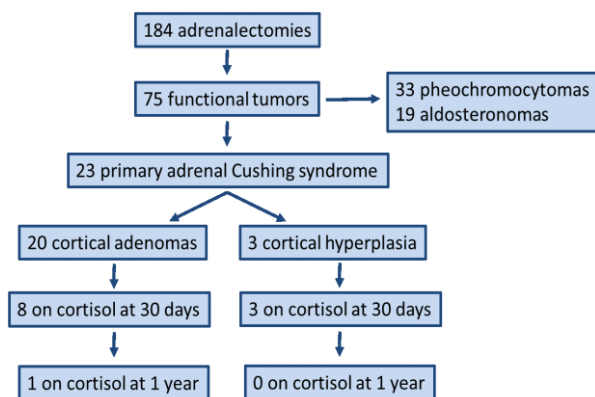 184 adrenalectomies
75 functional tumors
33 pheochromocytomas
19 aldosteronomas
23 primary adrenal Cushing syndrome
20 cortical adenomas
3 cortical hyperplasia
8 on cortisol at 30 days
3 on cortisol at 30 days
1 on cortisol at 1 year
0 on cortisol at 1 year